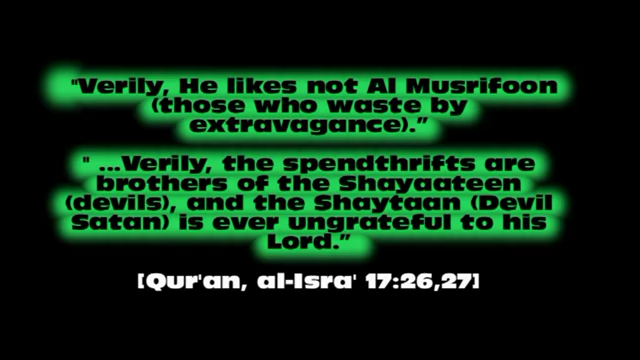 "Verily, He likes not Al Musrifoon
(those who waste by
extravagance)."
" ...Verily, the spendthrifts are
brothers of the Shayaateen
(devils), and the Shaytaan (Devil
Satan) is ever ungrateful to his
Lord."
[Qur'an, al-Isra' 17:26,27]